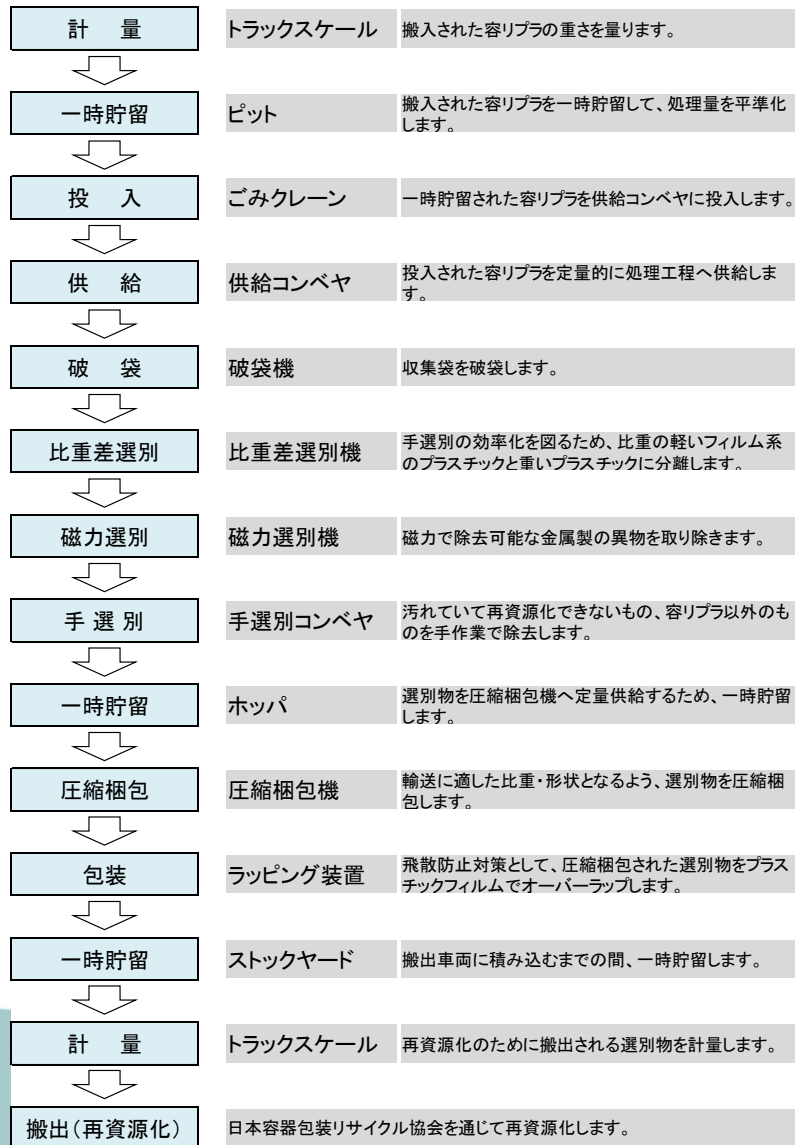 計 量
トラックスケール
搬入された容リプラの重さを量ります。
一時貯留
ピット
搬入された容リプラを一時貯留して、処理量を平準化
します。
投 入
ごみクレーン
一時貯留された容リプラを供給コンベヤに投入します。
供 給
供給コンベヤ
投入された容リプラを定量的に処理工程へ供給しま
す。
破 袋
破袋機
収集袋を破袋します。
比重差選別
比重差選別機
手選別の効率化を図るため、比重の軽いフィルム系
のプラスチックと重いプラスチックに分離します。
磁力選別
磁力選別機
磁力で除去可能な金属製の異物を取り除きます。
手 選 別
手選別コンベヤ
汚れていて再資源化できないもの、容リプラ以外のも
のを手作業で除去します。
一時貯留
ホッパ
選別物を圧縮梱包機へ定量供給するため、一時貯留
します。
圧縮梱包
圧縮梱包機
輸送に適した比重・形状となるよう、選別物を圧縮梱
包します。
包装
ラッピング装置
飛散防止対策として、圧縮梱包された選別物をプラス
チックフィルムでオーバーラップします。
一時貯留
ストックヤード
搬出車両に積み込むまでの間、一時貯留します。
計 量
トラックスケール
再資源化のために搬出される選別物を計量します。
搬出(再資源化)
日本容器包装リサイクル協会を通じて再資源化します。